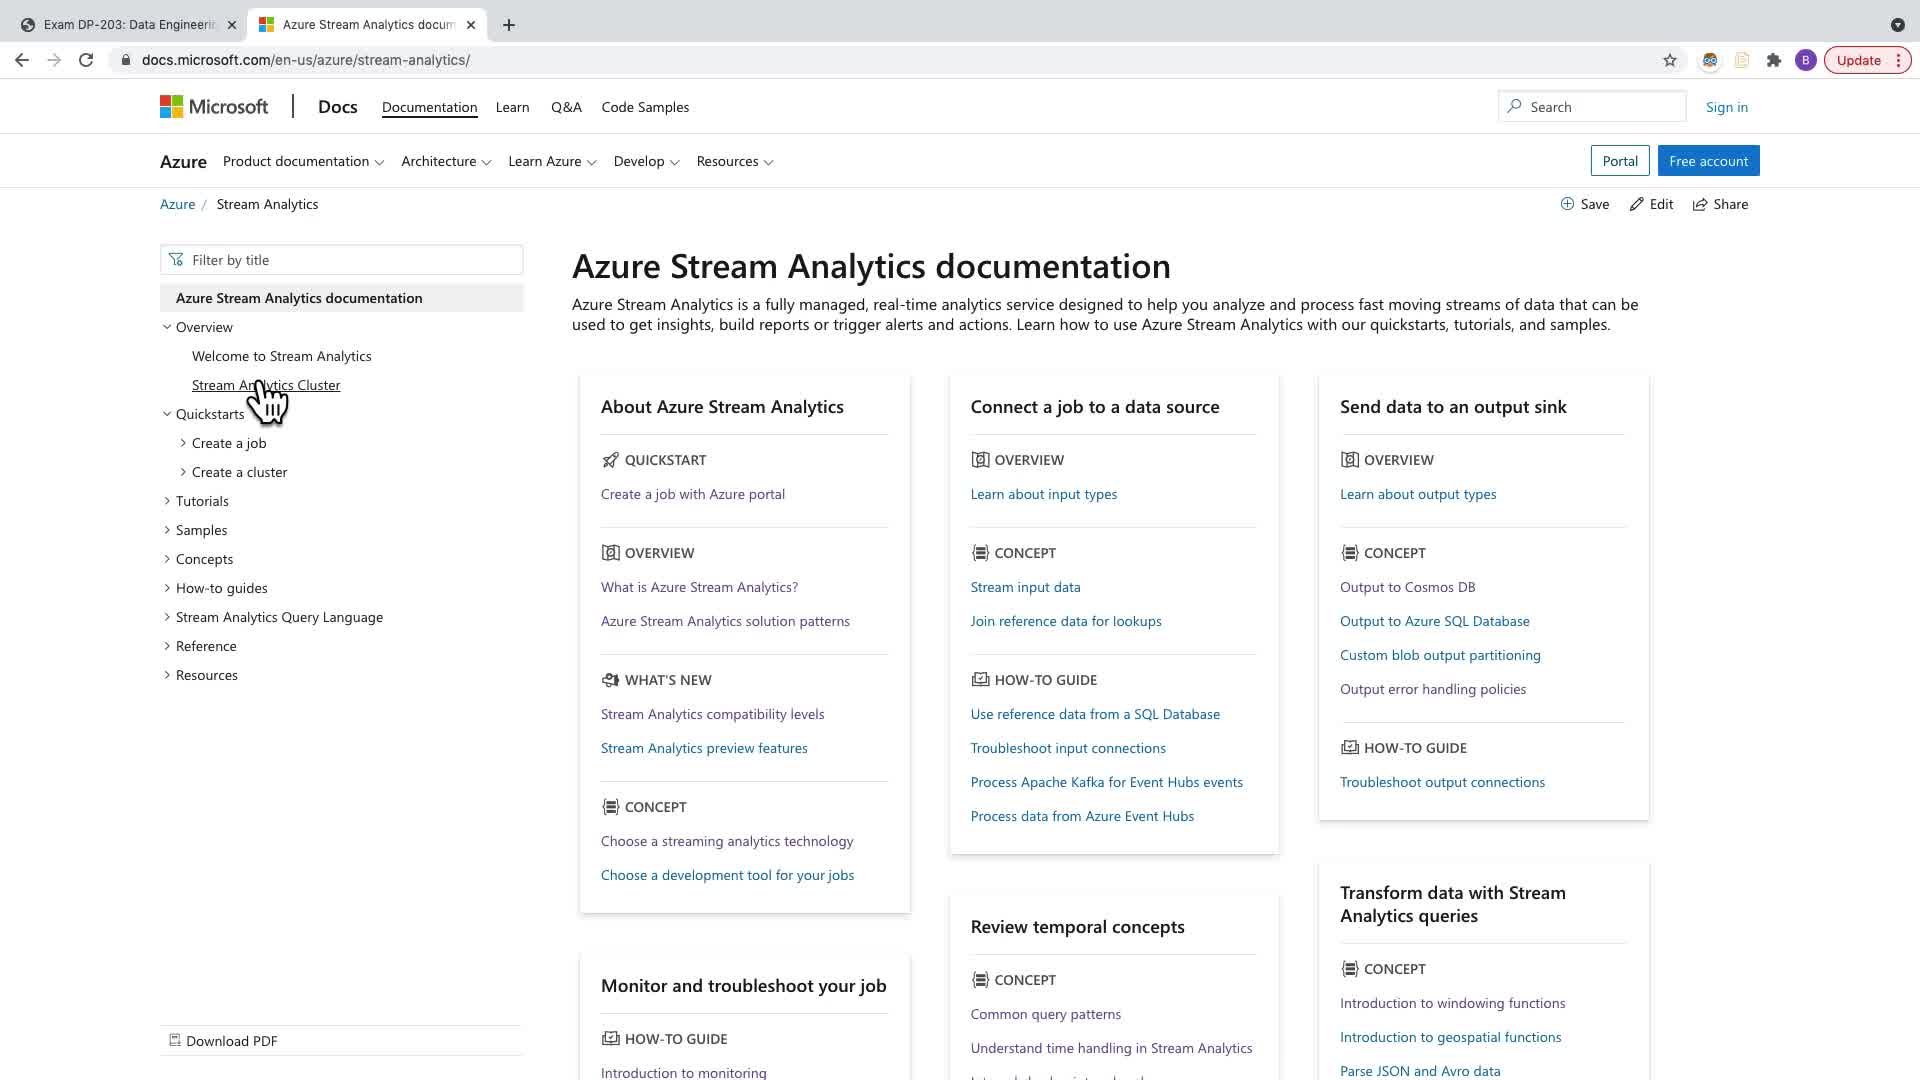 Exam DP-203: Data Engineerin
Azure Stream Analytics docum
docs.microsoft.com/en-us/azure/stream-analytics/
B
Update
Microsoft
Docs
Documentation
Learn
Q&A
Code Samples
Search
Sign in
Azure
Product documentation
Architecture
Learn Azure
Develop
Resources
Portal
Free account
Azure / Stream Analytics
Save
Edit
Share
Filter by title
Azure Stream Analytics documentation
Overview
Welcome to Stream Analytics
Stream Analytics Cluster
Quickstarts
Create a job
Create a cluster
Tutorials
Samples
Concepts
How-to guides
Stream Analytics Query Language
Reference
Resources
Download PDF
Azure Stream Analytics documentation
Azure Stream Analytics is a fully managed, real-time analytics service designed to help you analyze and process fast moving streams of data that can be
used to get insights, build reports or trigger alerts and actions. Learn how to use Azure Stream Analytics with our quickstarts, tutorials, and samples.
About Azure Stream Analytics
QUICKSTART
Create a job with Azure portal
OVERVIEW
What is Azure Stream Analytics?
Azure Stream Analytics solution patterns
WHAT'S NEW
Stream Analytics compatibility levels
Stream Analytics preview features
CONCEPT
Choose a streaming analytics technology
Choose a development tool for your jobs
Monitor and troubleshoot your job
HOW-TO GUIDE
Introduction to monitoring
Connect a job to a data source
OVERVIEW
Learn about input types
CONCEPT
Stream input data
Join reference data for lookups
HOW-TO GUIDE
Use reference data from a SQL Database
Troubleshoot input connections
Process Apache Kafka for Event Hubs events
Process data from Azure Event Hubs
Review temporal concepts
CONCEPT
Common query patterns
Understand time handling in Stream Analytics
Send data to an output sink
OVERVIEW
Learn about output types
CONCEPT
Output to Cosmos DB
Output to Azure SQL Database
Custom blob output partitioning
Output error handling policies
HOW-TO GUIDE
Troubleshoot output connections
Transform data with Stream
Analytics queries
CONCEPT
Introduction to windowing functions
Introduction to geospatial functions
Parse JSON and Avro data